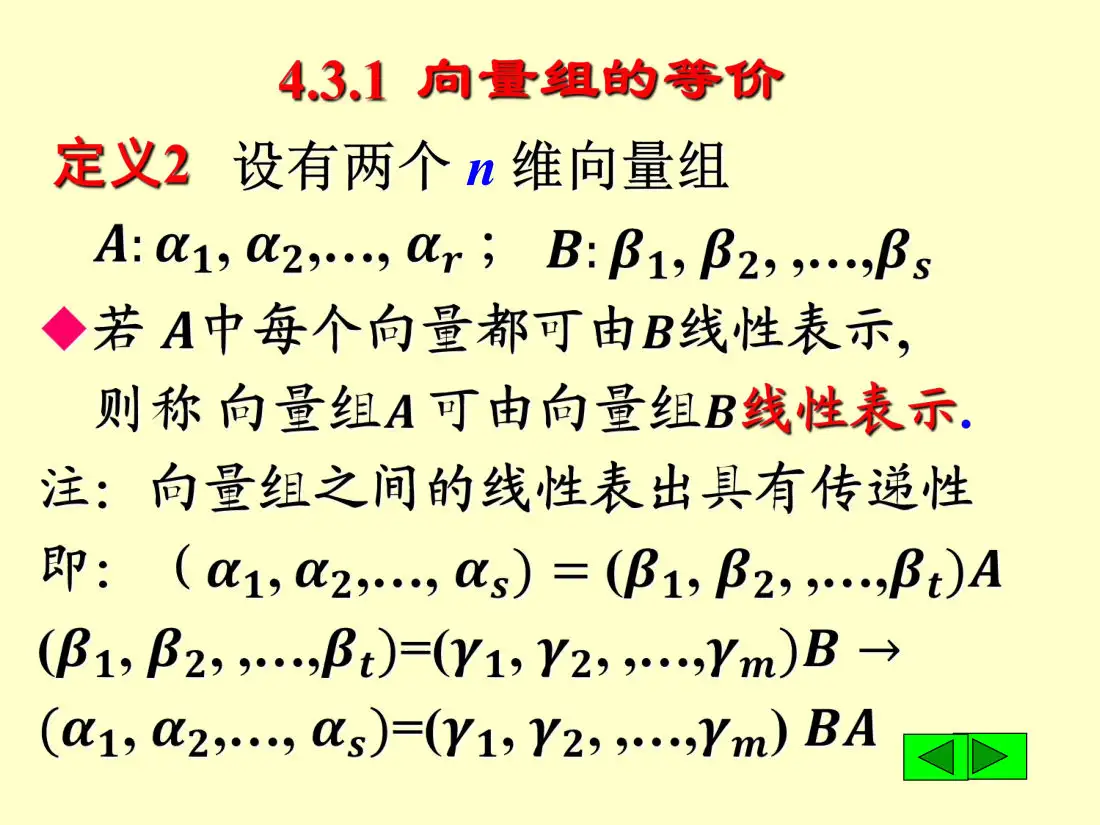 4.3.1 向量组的等价
定义2 设有两个 n 维向量组
A: α₁, α₂,…, αᵣ ; B: β₁, β₂, ,…,βₛ
◆若 A中每个向量都可由B线性表示,
则称 向量组A 可由向量组B线性表示.
注: 向量组之间的线性表出具有传递性
即: (α₁, α₂,…, αₛ) = (β₁, β₂, ,…,βₜ)A
(β₁, β₂, ,…,βₜ)=(γ₁, γ₂, ,…,γₘ)B →
(α₁, α₂,…, αₛ)=(γ₁, γ₂, ,…,γₘ) BA